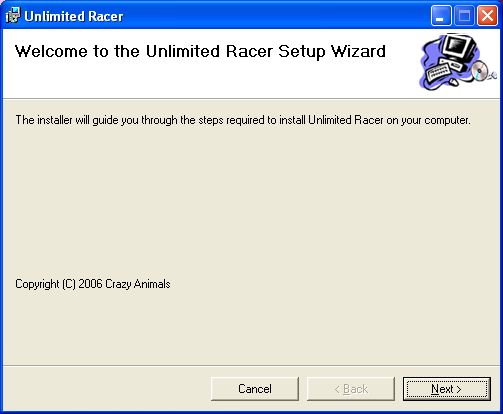 Unlimited Racer
Welcome to the Unlimited Racer Setup Wizard
The installer will guide you through the steps required to install Unlimited Racer on your computer.
Copyright (C) 2006 Crazy Animals
Cancel
< Back
Next >